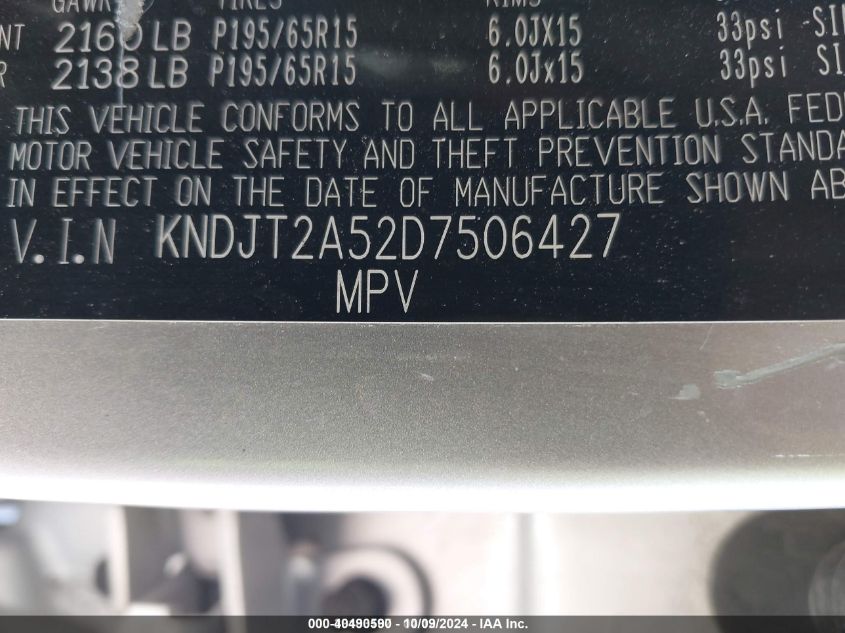 GAWR TIRES RIMS
NT 2160 LB P195/65R15 6.0JX15 33psi SI
R 2138 LB P195/65R15 6.0Jx15 33psi SI
THIS VEHICLE CONFORMS TO ALL APPLICABLE U.S.A. FEDE
MOTOR VEHICLE SAFETY AND THEFT PREVENTION STANDA
IN EFFECT ON THE DATE OF MANUFACTURE SHOWN AB
V.I.N KNDJT2A52D7506427
MPV
000-40490590 - 10/09/2024 - IAA Inc.